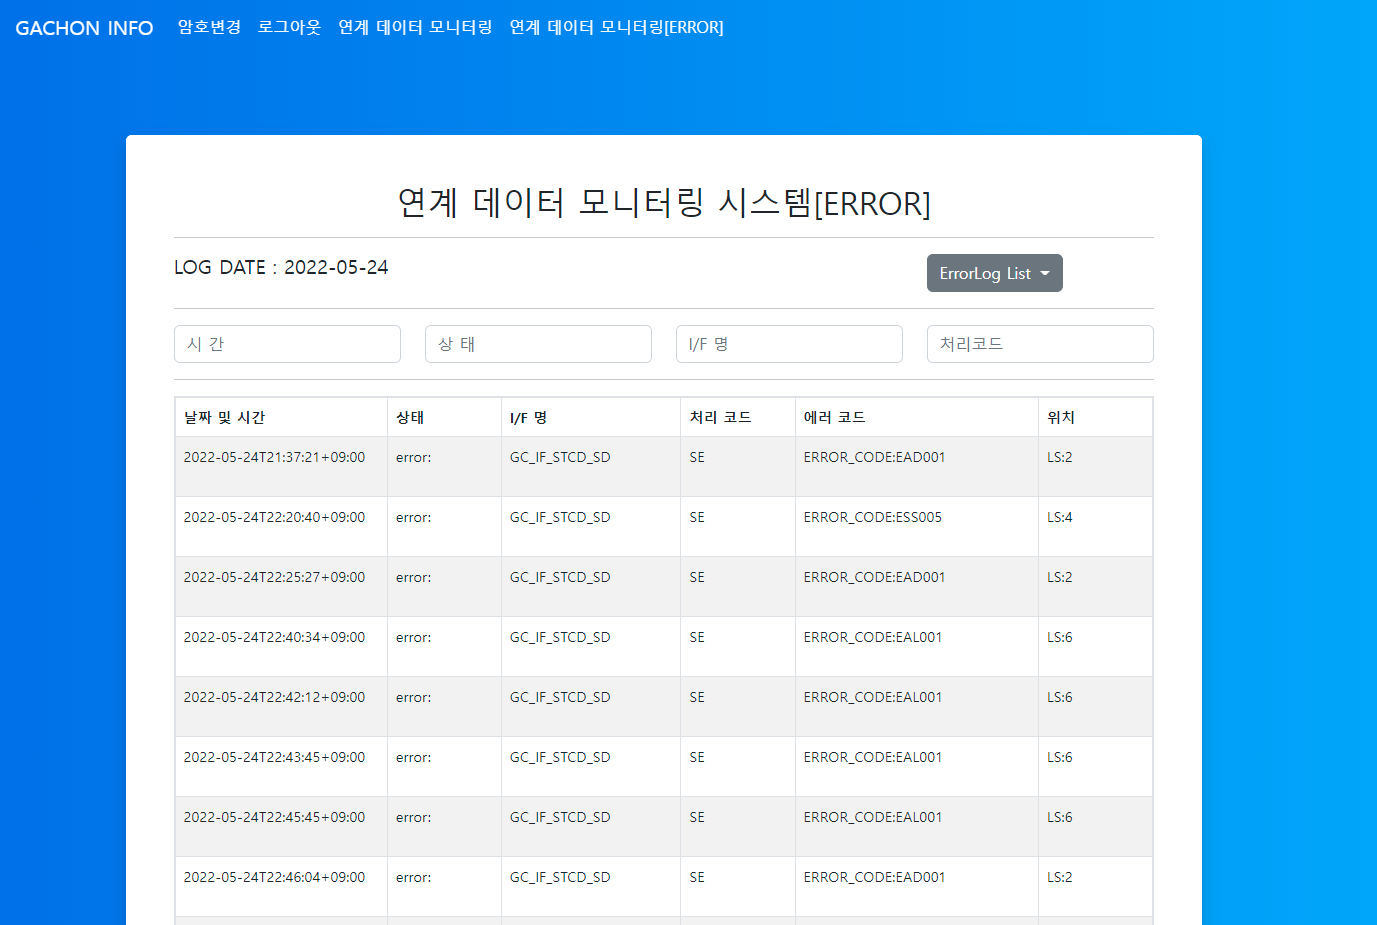 GACHON INFO 암호변경 로그아웃 연계 데이터 모니터링 연계 데이터 모니터링[ERROR]
연계 데이터 모니터링 시스템[ERROR]
LOG DATE : 2022-05-24 ErrorLog List
시 간 상 태 I/F 명 처리코드
날짜 및 시간 상태 I/F 명 처리 코드 에러 코드 위치
2022-05-24T21:37:21+09:00 error: GC_IF_STCD_SD SE ERROR_CODE:EAD001 LS:2
2022-05-24T22:20:40+09:00 error: GC_IF_STCD_SD SE ERROR_CODE:ESS005 LS:4
2022-05-24T22:25:27+09:00 error: GC_IF_STCD_SD SE ERROR_CODE:EAD001 LS:2
2022-05-24T22:40:34+09:00 error: GC_IF_STCD_SD SE ERROR_CODE:EAL001 LS:6
2022-05-24T22:42:12+09:00 error: GC_IF_STCD_SD SE ERROR_CODE:EAL001 LS:6
2022-05-24T22:43:45+09:00 error: GC_IF_STCD_SD SE ERROR_CODE:EAL001 LS:6
2022-05-24T22:45:45+09:00 error: GC_IF_STCD_SD SE ERROR_CODE:EAL001 LS:6
2022-05-24T22:46:04+09:00 error: GC_IF_STCD_SD SE ERROR_CODE:EAD001 LS:2